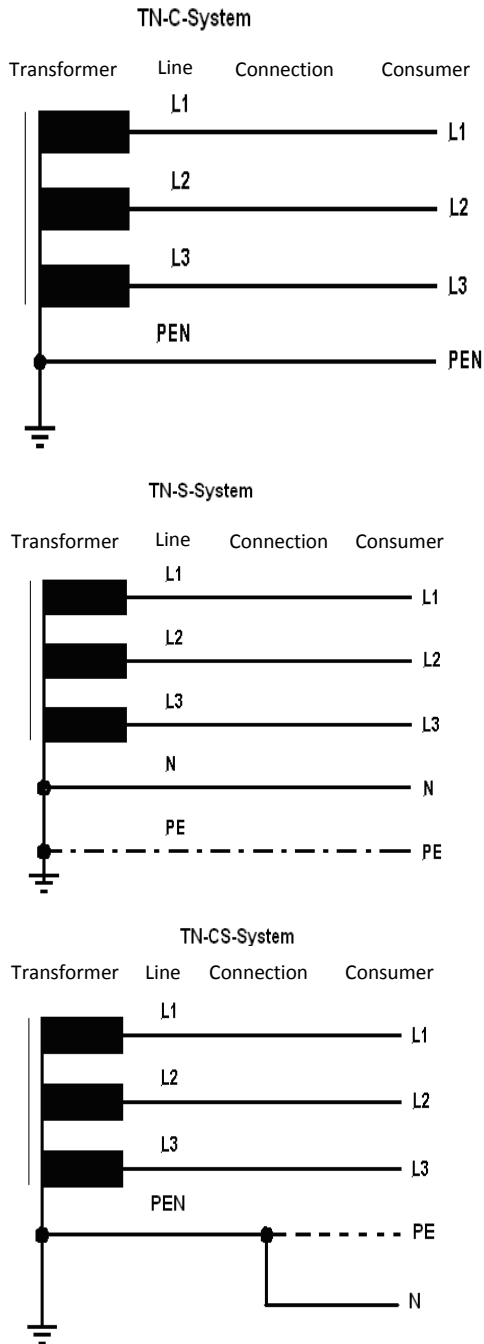 TN-C-System
Transformer Line Connection Consumer
L1
L1
L2
L2
L3
L3
PEN
PEN
TN-S-System
Transformer Line Connection Consumer
L1
L1
L2
L2
L3
L3
N
N
PE
PE
TN-CS-System
Transformer Line Connection Consumer
L1
L1
L2
L2
L3
L3
PEN
PE
N